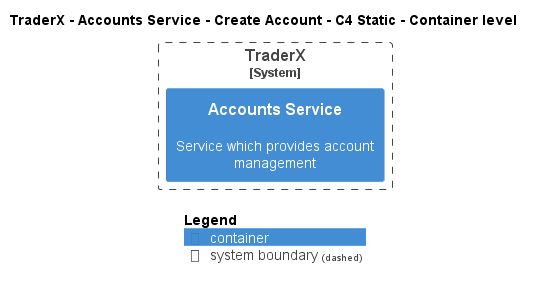 TraderX - Accounts Service - Create Account - C4 Static - Container level
TraderX
[System]
Accounts Service
Service which provides account
management
Legend
container
system boundary (dashed)